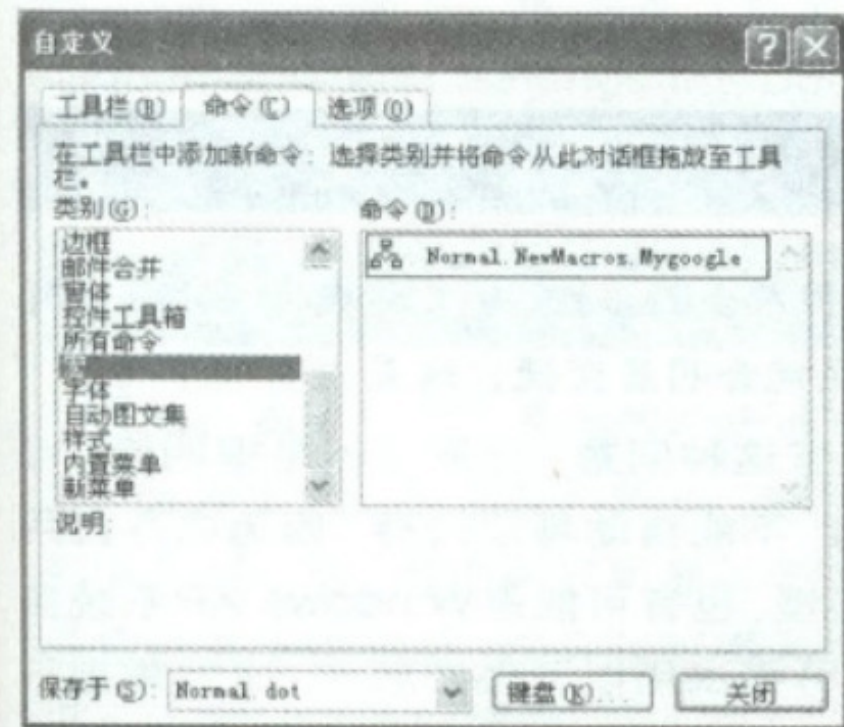 自定义
工具栏(B)
命令(C)
选项(O)
在工具栏中添加新命令：选择类别并将命令从此对话框拖放至工具
栏。
类别(G):
边框
邮件合并
窗体
控件工具箱
所有命令
宏
字体
自动图文集
样式
内置菜单
新菜单
命令(D):
Normal.NewMacros.Mygoogle
说明:
保存于(S):
Normal.dot
键盘(K)...
关闭